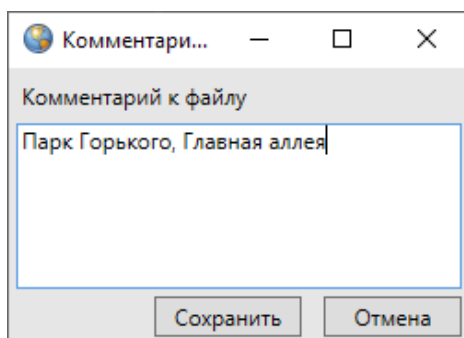 Комментари...
Комментарий к файлу
Парк Горького, Главная аллея
Сохранить Отмена